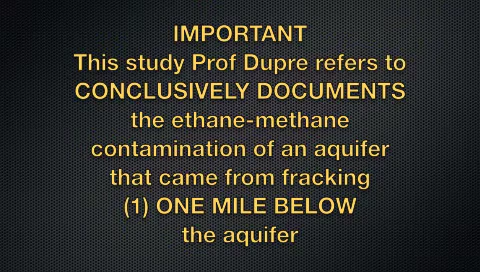 IMPORTANT
This study Prof Dupre refers to
CONCLUSIVELY DOCUMENTS
the ethane-methane
contamination of an aquifer
that came from fracking
(1) ONE MILE BELOW
the aquifer